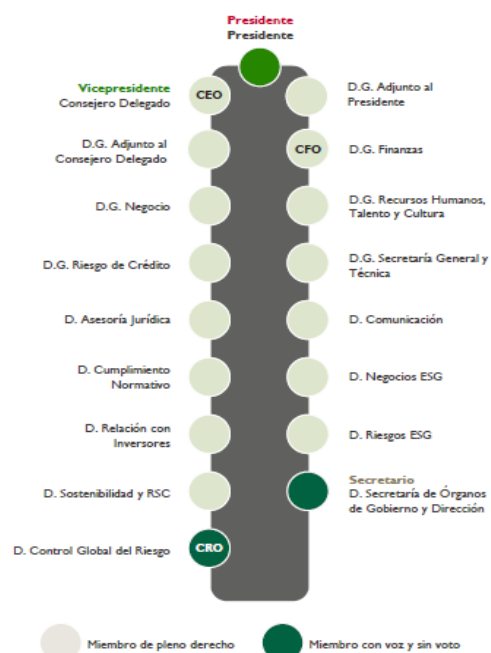 Presidente
Presidente
Vicepresidente
Consejero Delegado
CEO
D.G. Adjunto al
Presidente
D.G. Adjunto al
Consejero Delegado
CFO
D.G. Finanzas
D.G. Negocio
D.G. Recursos Humanos,
Talento y Cultura
D.G. Riesgo de Crédito
D.G. Secretaría General y
Técnica
D. Asesoría Jurídica
D. Comunicación
D. Cumplimiento
Normativo
D. Negocios ESG
D. Relación con
Inversores
D. Riesgos ESG
D. Sostenibilidad y RSC
Secretario
D. Secretaría de Órganos
de Gobierno y Dirección
D. Control Global del Riesgo
CRO
Miembro de pleno derecho
Miembro con voz y sin voto